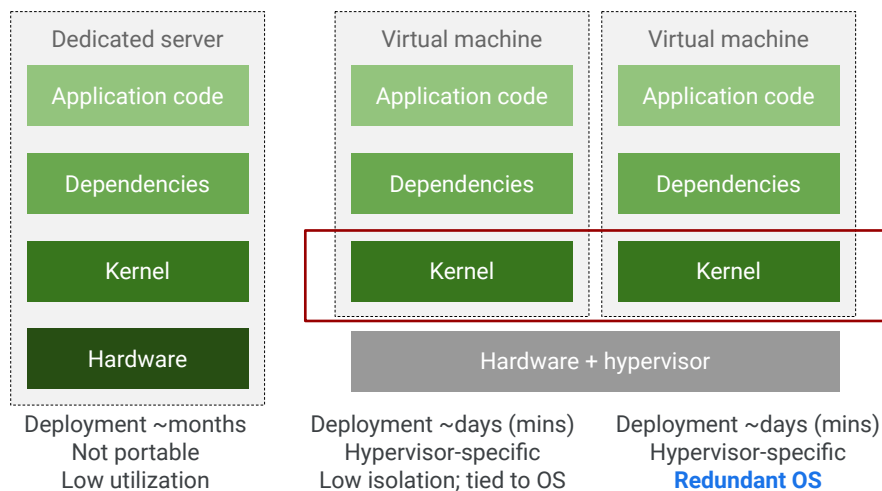 Dedicated server
Application code
Dependencies
Kernel
Hardware
Deployment ~months
Not portable
Low utilization
Virtual machine
Application code
Dependencies
Kernel
Virtual machine
Application code
Dependencies
Kernel
Hardware + hypervisor
Deployment ~days (mins)
Hypervisor-specific
Low isolation; tied to OS
Deployment ~days (mins)
Hypervisor-specific
Redundant OS